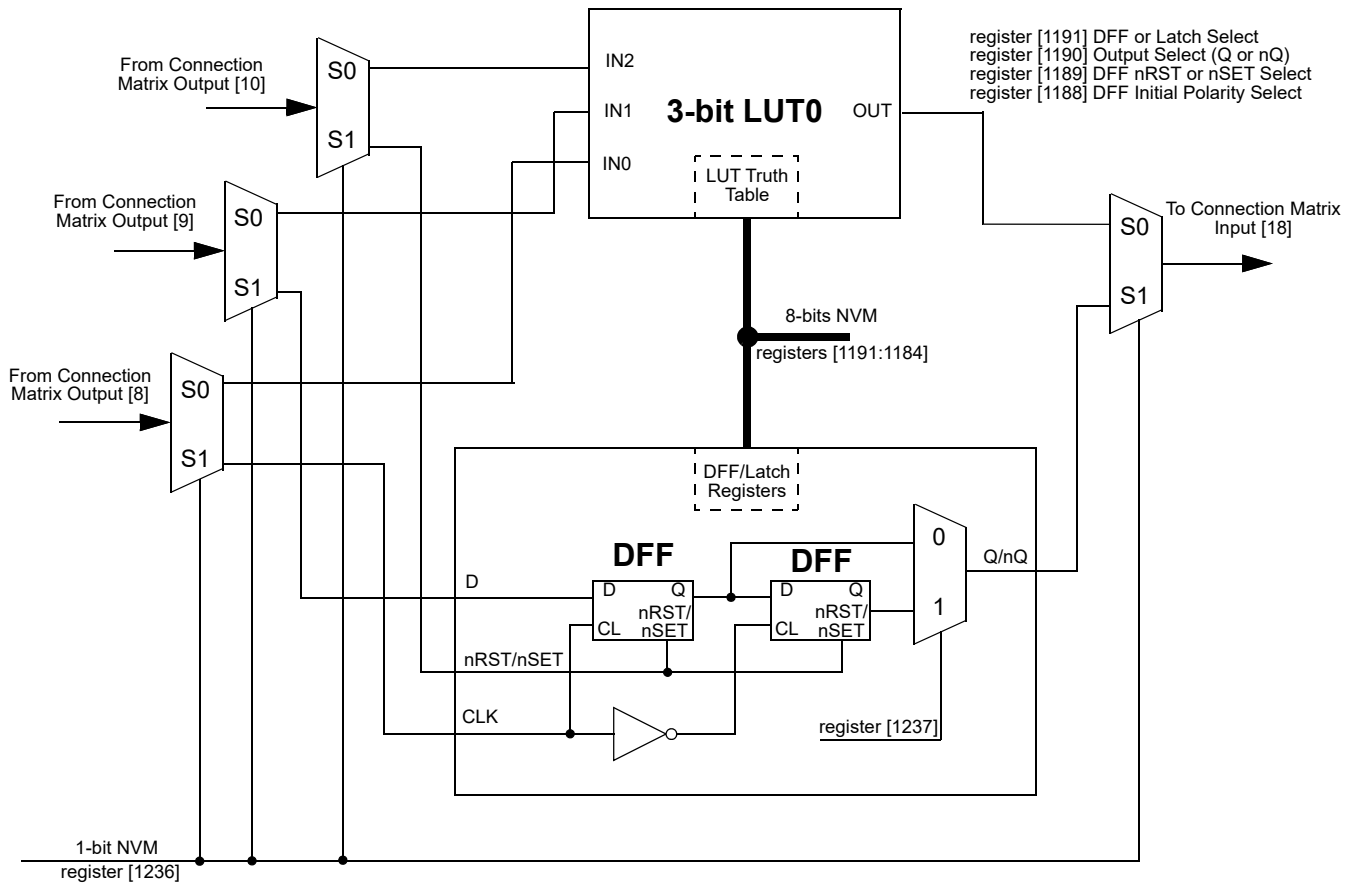 From Connection
Matrix Output [10]
S0
S1
From Connection
Matrix Output [9]
S0
S1
From Connection
Matrix Output [8]
S0
S1
IN2
IN1
IN0
3-bit LUT0
OUT
LUT Truth
Table
register [1191] DFF or Latch Select
register [1190] Output Select (Q or nQ)
register [1189] DFF nRST or nSET Select
register [1188] DFF Initial Polarity Select
To Connection Matrix
Input [18]
S0
S1
8-bits NVM
registers [1191:1184]
DFF/Latch
Registers
DFF
D
Q
nRST/
nSET
CL
DFF
D
Q
nRST/
nSET
CL
0
1
Q/nQ
D
nRST/nSET
CLK
register [1237]
1-bit NVM
register [1236]